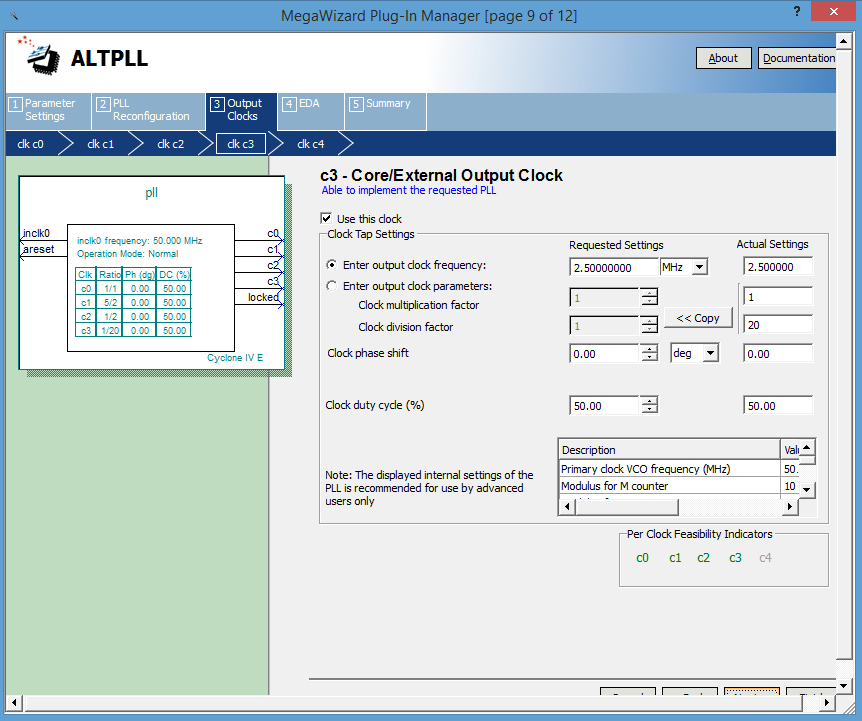 MegaWizard Plug-In Manager [page 9 of 12]
? ×
ALTPLL
About Documentation
1 Parameter Settings
2 PLL Reconfiguration
3 Output Clocks
4 EDA
5 Summary
clk c0 clk c1 clk c2 clk c3 clk c4
pll
inclk0
areset
c0
c1
c2
c3
locked
inclk0 frequency: 50.000 MHz
Operation Mode: Normal
Clk Ratio Ph (dg) DC (%)
c0 1/1 0.00 50.00
c1 5/2 0.00 50.00
c2 1/2 0.00 50.00
c3 1/20 0.00 50.00
Cyclone IV E
c3 - Core/External Output Clock
Able to implement the requested PLL
Use this clock
Clock Tap Settings
Requested Settings Actual Settings
Enter output clock frequency: 2.50000000 MHz 2.500000
Enter output clock parameters:
Clock multiplication factor 1 1
<< Copy
Clock division factor 1 20
Clock phase shift 0.00 deg 0.00
Clock duty cycle (%) 50.00 50.00
Note: The displayed internal settings of the
PLL is recommended for use by advanced
users only
Description
Primary clock VCO frequency (MHz) 50.
Modulus for M counter 10
Per Clock Feasibility Indicators
c0 c1 c2 c3 c4